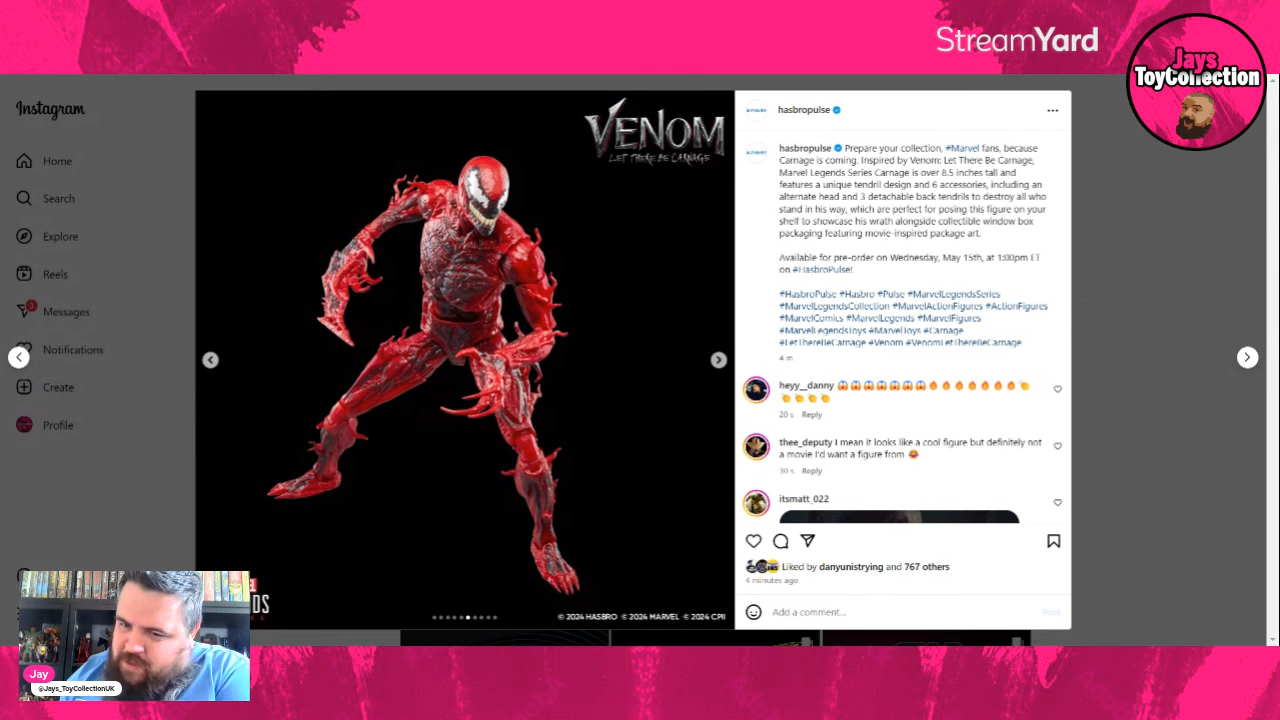 StreamYard
Jays
ToyCollection
Instagram
Home
Search
Explore
Reels
3
Messages
Notifications
Create
Profile
VENOM
LET THERE BE CARNAGE
© 2024 HASBRO © 2024 MARVEL © 2024 CPII
hasbropulse
hasbropulse Prepare your collection, #Marvel fans, because
Carnage is coming. Inspired by Venom: Let There Be Carnage,
Marvel Legends Series Carnage is over 8.5 inches tall and
features a unique tendril design and 6 accessories, including an
alternate head and 3 detachable back tendrils to destroy all who
stand in his way, which are perfect for posing this figure on your
shelf to showcase his wrath alongside collectible window box
packaging featuring movie-inspired package art.
Available for pre-order on Wednesday, May 15th, at 1:00pm ET
on #HasbroPulse!
#HasbroPulse #Hasbro #Pulse #MarvelLegendsSeries
#MarvelLegendsCollection #MarvelActionFigures #ActionFigures
#MarvelComics #MarvelLegends #MarvelFigures
#MarvelLegendsToys #MarvelToys #Carnage
#LetThereBeCarnage #Venom #VenomLetThereBeCarnage
4 m
heyy__danny 😱😱😱😱😱😱😱🔥🔥🔥🔥🔥🔥🔥👏
👏👏👏👏
20 s Reply
thee_deputy I mean it looks like a cool figure but definitely not
a movie I'd want a figure from
Reply
itsmatt_022
Liked by danyunistrying and 767 others
4 minutes ago
Add a comment...
Post
Jay
@Jays_ToyCollectionUK